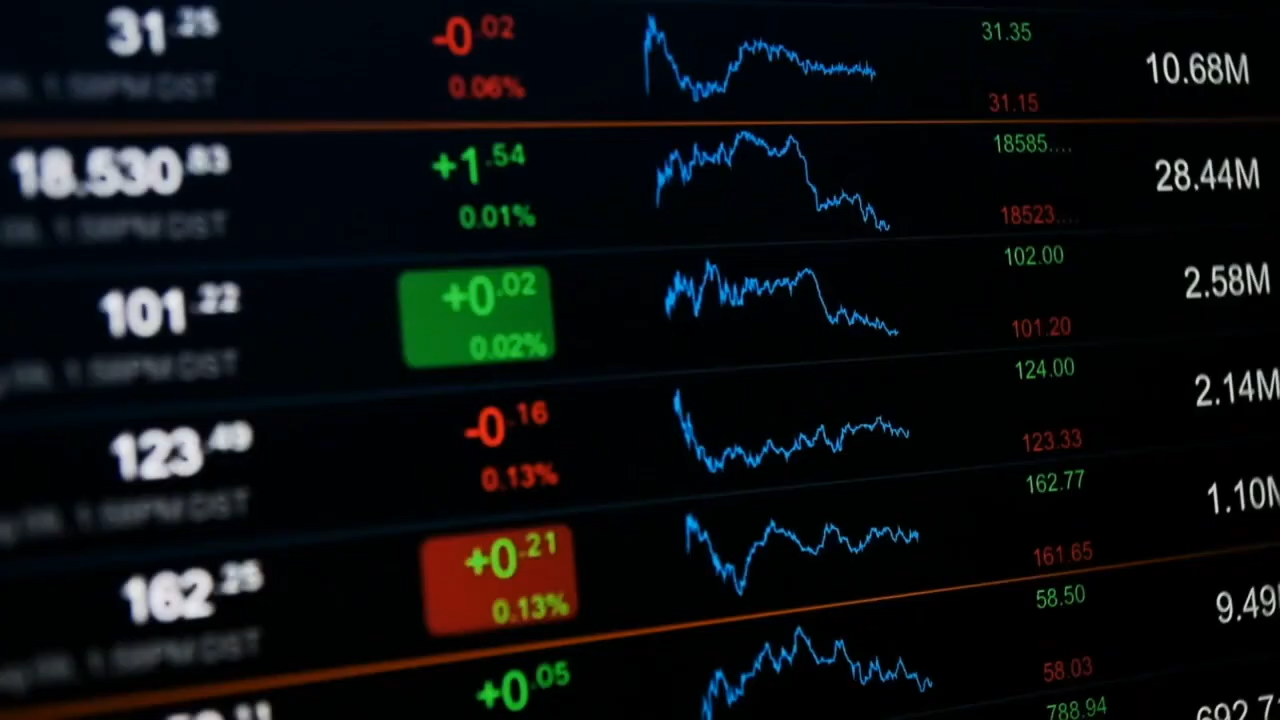 31.25 -0.02 31.35 10.68M
0.06% 31.15
18.530.83 +1.54 18585.... 28.44M
0.01% 18523....
101.22 +0.02 102.00 2.58M
0.02% 101.20
123.49 -0.16 124.00 2.14M
0.13% 123.33
162.25 +0.21 162.77 1.10M
0.13% 161.65
+0.05 58.50 9.49
58.03
788.94